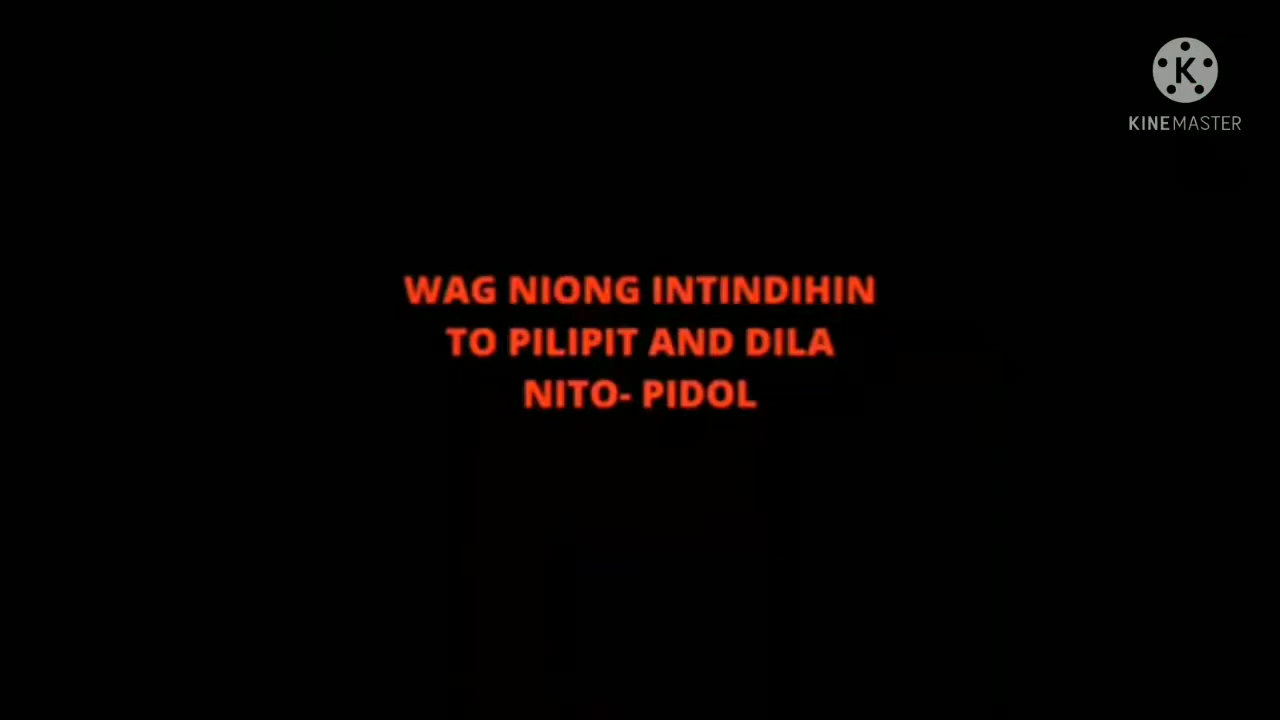 KINEMASTER
WAG NIONG INTINDIHIN
TO PILIPIT AND DILA
NITO- PIDOL